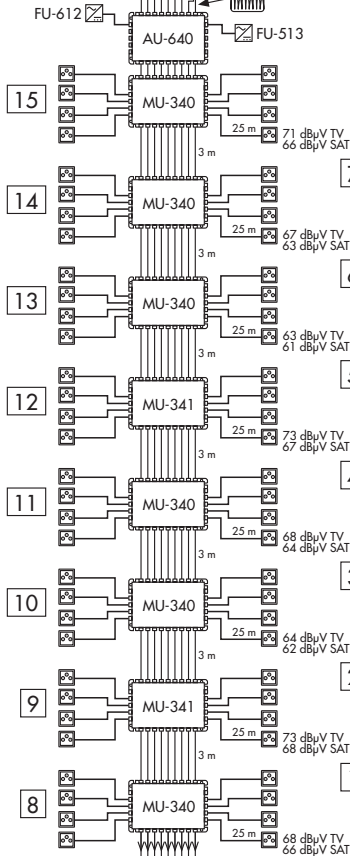 FU-612
AU-640
FU-513
15
MU-340
25 m
71 dBµV TV
66 dBµV SAT
3 m
14
MU-340
25 m
67 dBµV TV
63 dBµV SAT
3 m
13
MU-340
25 m
63 dBµV TV
61 dBµV SAT
3 m
12
MU-341
25 m
73 dBµV TV
67 dBµV SAT
3 m
11
MU-340
25 m
68 dBµV TV
64 dBµV SAT
3 m
10
MU-340
25 m
64 dBµV TV
62 dBµV SAT
3 m
9
MU-341
25 m
73 dBµV TV
68 dBµV SAT
3 m
8
MU-340
25 m
68 dBµV TV
66 dBµV SAT